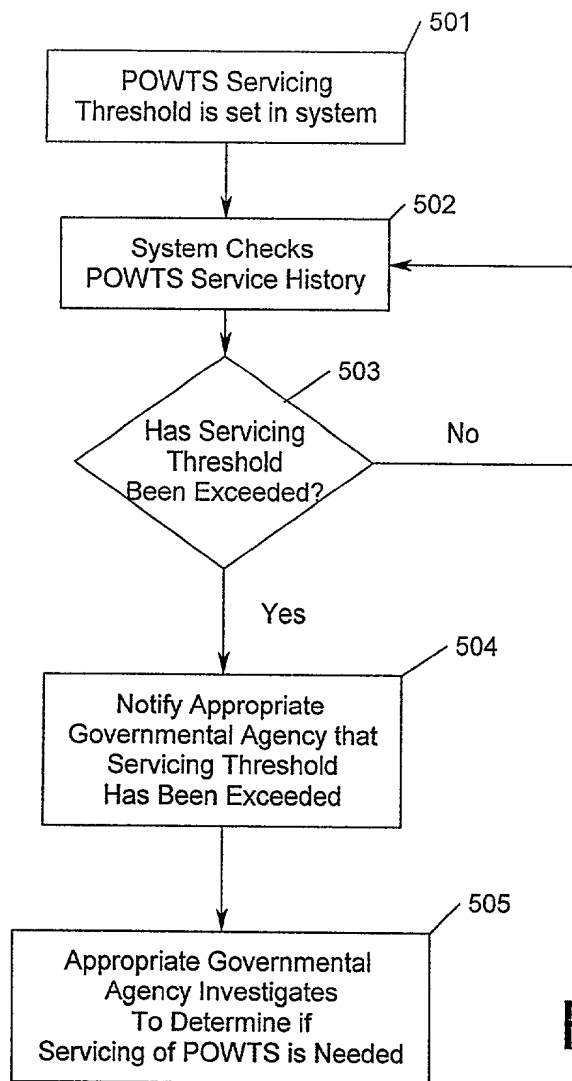 501
POWTS Servicing
Threshold is set in system
502
System Checks
POWTS Service History
503
Has Servicing
Threshold
Been Exceeded?
No
Yes
504
Notify Appropriate
Governmental Agency that
Servicing Threshold
Has Been Exceeded
505
Appropriate Governmental
Agency Investigates
To Determine if
Servicing of POWTS is Needed